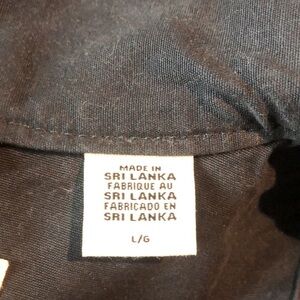 MADE IN
SRI LANKA
FABRIQUE AU
SRI LANKA
FABRICADO EN
SRI LANKA
L/G